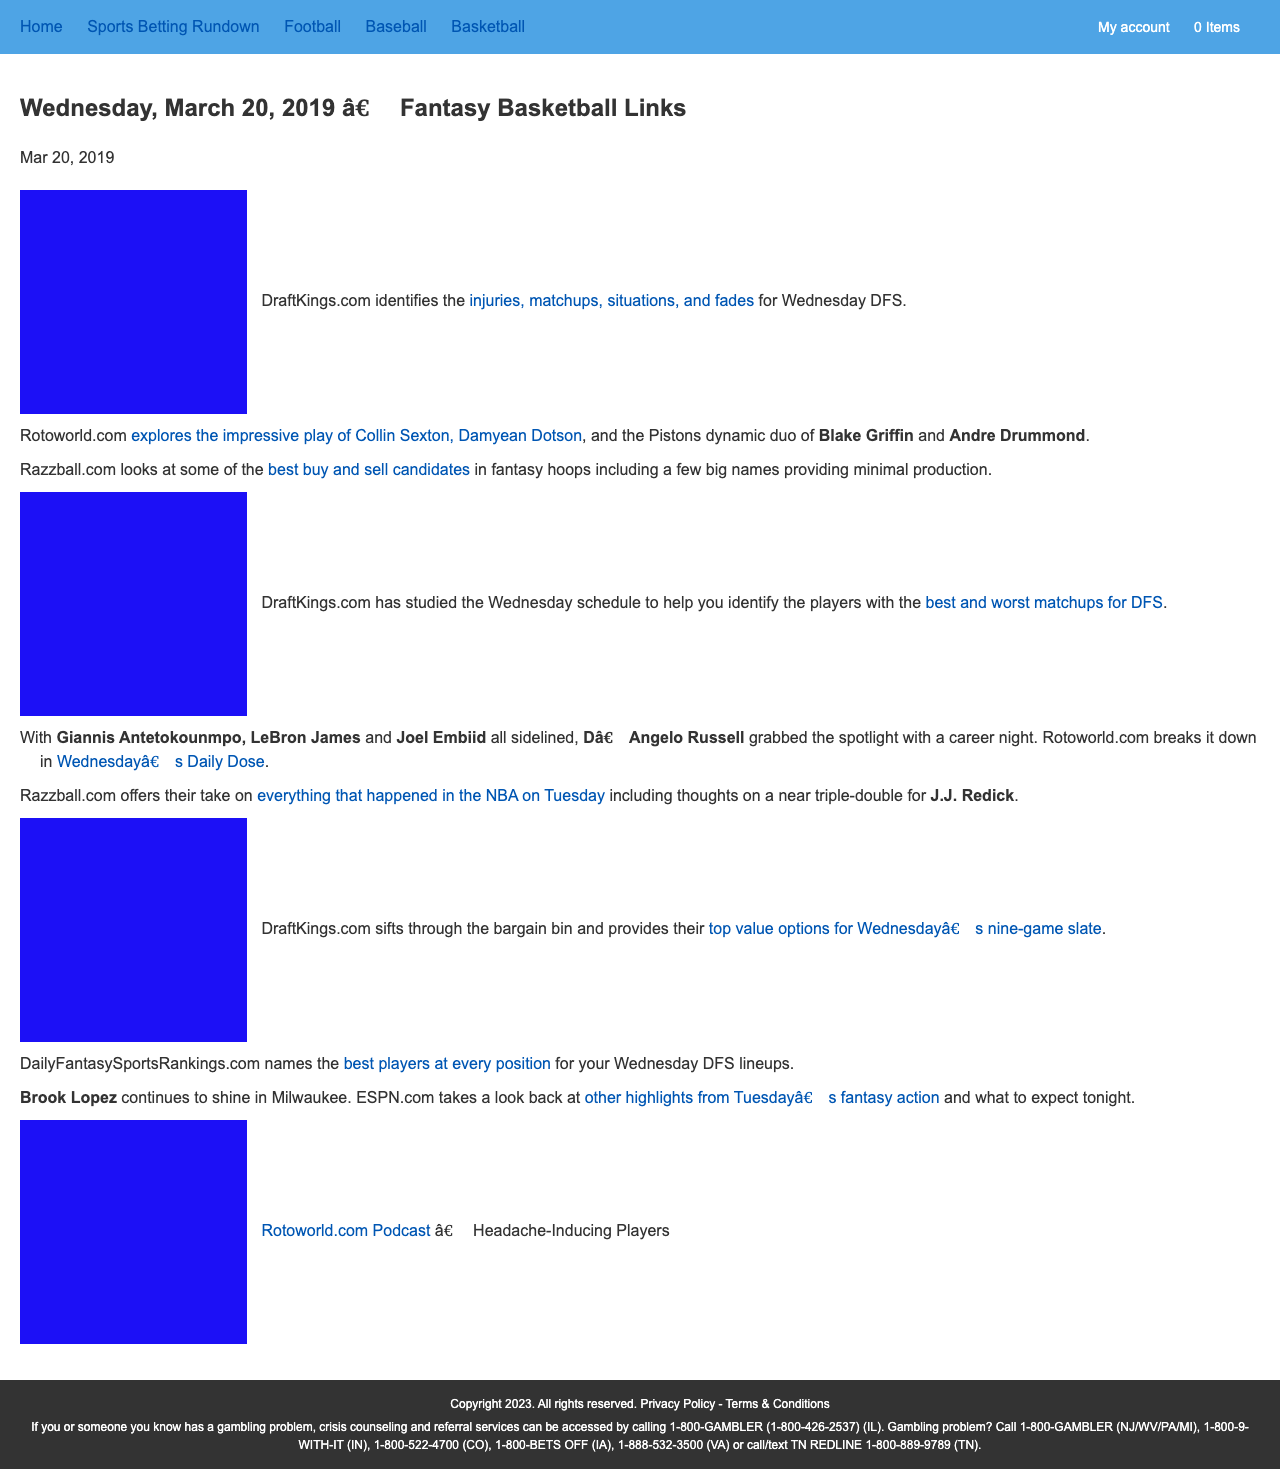 Home Sports Betting Rundown Football Baseball Basketball My account 0 Items
Wednesday, March 20, 2019 â€ Fantasy Basketball Links
Mar 20, 2019
DraftKings.com identifies the injuries, matchups, situations, and fades for Wednesday DFS.
Rotoworld.com explores the impressive play of Collin Sexton, Damyean Dotson, and the Pistons dynamic duo of Blake Griffin and Andre Drummond.
Razzball.com looks at some of the best buy and sell candidates in fantasy hoops including a few big names providing minimal production.
DraftKings.com has studied the Wednesday schedule to help you identify the players with the best and worst matchups for DFS.
With Giannis Antetokounmpo, LeBron James and Joel Embiid all sidelined, Dâ€ Angelo Russell grabbed the spotlight with a career night. Rotoworld.com breaks it down
in Wednesdayâ€ s Daily Dose.
Razzball.com offers their take on everything that happened in the NBA on Tuesday including thoughts on a near triple-double for J.J. Redick.
DraftKings.com sifts through the bargain bin and provides their top value options for Wednesdayâ€ s nine-game slate.
DailyFantasySportsRankings.com names the best players at every position for your Wednesday DFS lineups.
Brook Lopez continues to shine in Milwaukee. ESPN.com takes a look back at other highlights from Tuesdayâ€ s fantasy action and what to expect tonight.
Rotoworld.com Podcast â€ Headache-Inducing Players
Copyright 2023. All rights reserved. Privacy Policy - Terms & Conditions
If you or someone you know has a gambling problem, crisis counseling and referral services can be accessed by calling 1-800-GAMBLER (1-800-426-2537) (IL). Gambling problem? Call 1-800-GAMBLER (NJ/WV/PA/MI), 1-800-9-
WITH-IT (IN), 1-800-522-4700 (CO), 1-800-BETS OFF (IA), 1-888-532-3500 (VA) or call/text TN REDLINE 1-800-889-9789 (TN).